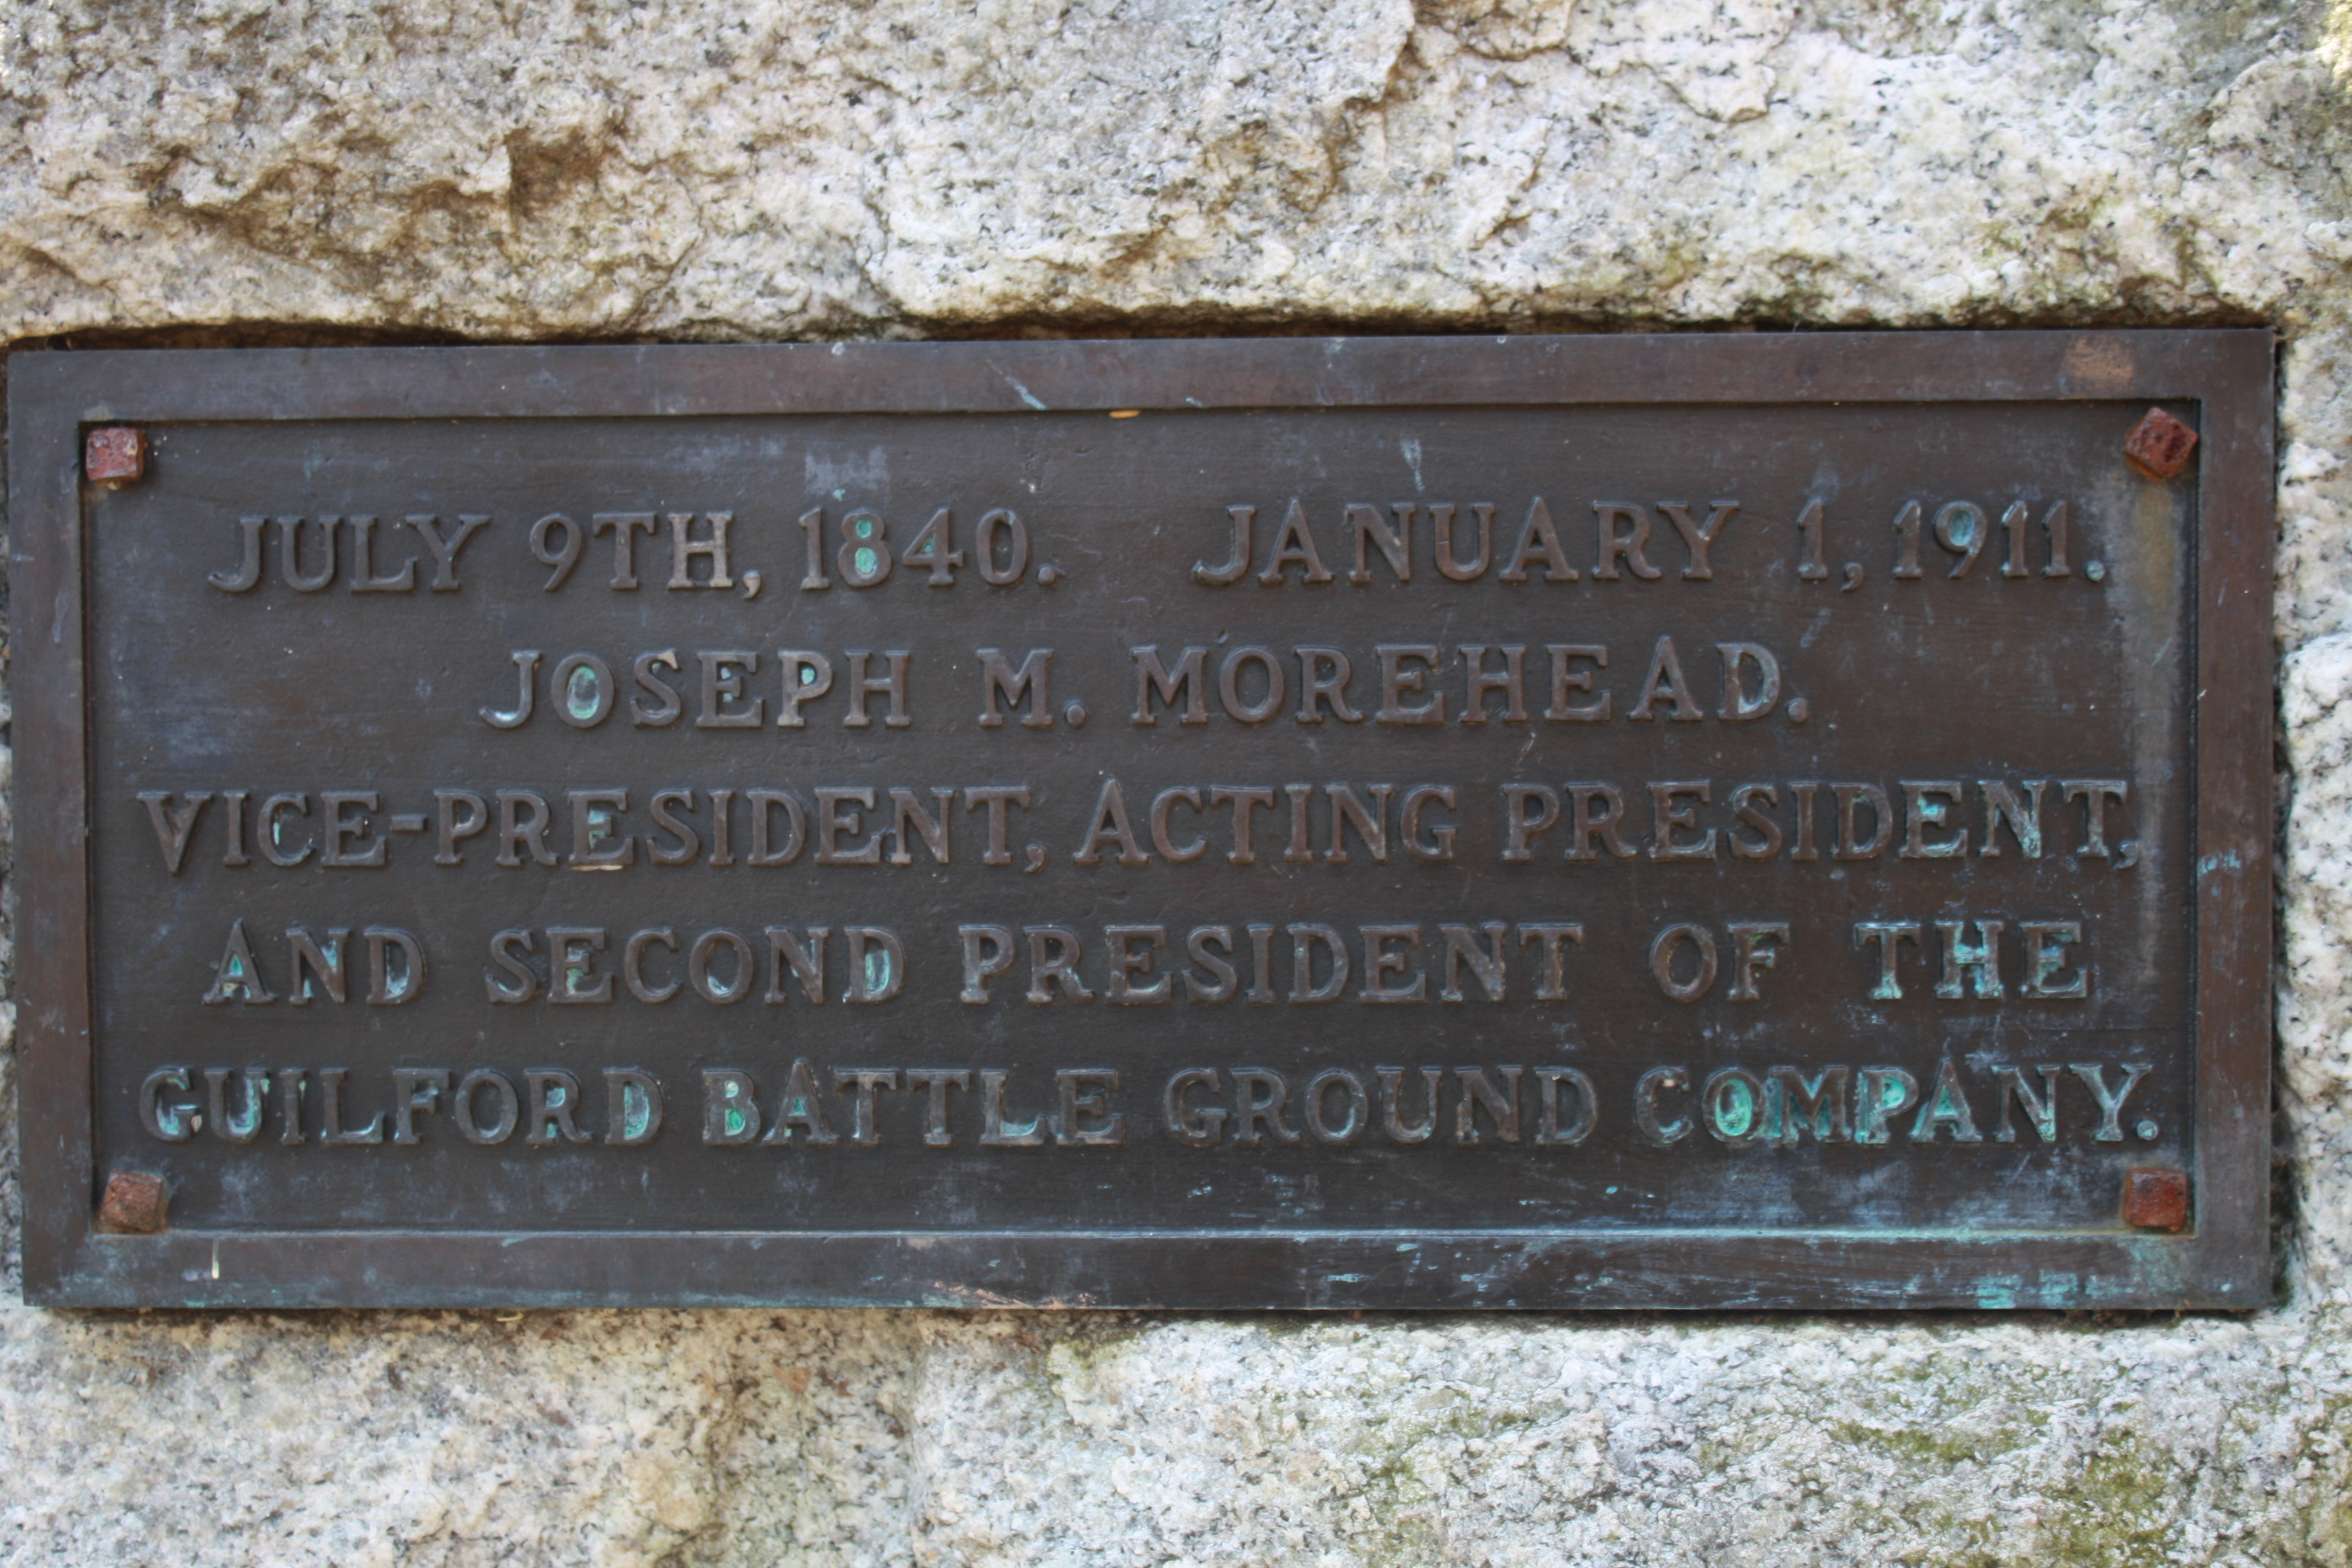 JULY 9TH, 1840. JANUARY 1, 1911.
JOSEPH M. MOREHEAD.
VICE-PRESIDENT, ACTING PRESIDENT,
AND SECOND PRESIDENT OF THE
GUILFORD BATTLE GROUND COMPANY.